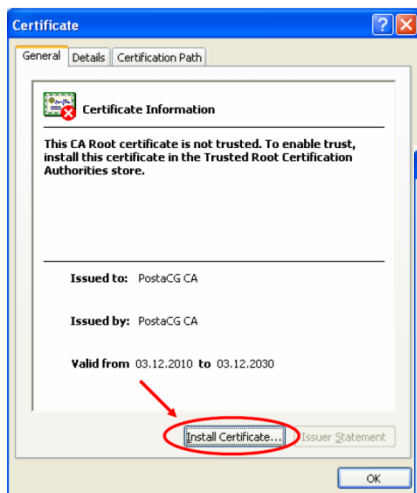 Certificate
General Details Certification Path
Certificate Information
This CA Root certificate is not trusted. To enable trust,
install this certificate in the Trusted Root Certification
Authorities store.
Issued to: PostaCG CA
Issued by: PostaCG CA
Valid from 03.12.2010 to 03.12.2030
Install Certificate... Issuer Statement
OK